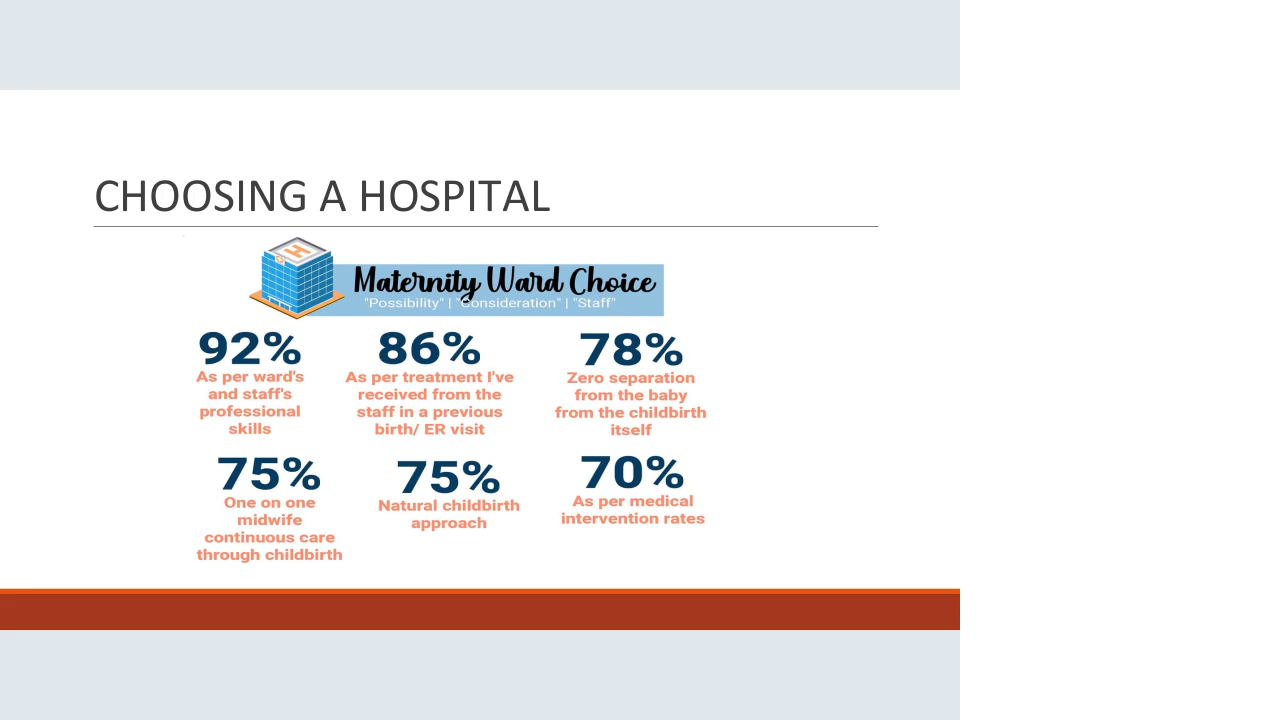 CHOOSING A HOSPITAL
H
Maternity Ward Choice
"Possibility" | "Consideration" | "Staff"
92%
As per ward's
and staff's
professional
skills
86%
As per treatment I've
received from the
staff in a previous
birth/ ER visit
78%
Zero separation
from the baby
from the childbirth
itself
75%
One on one
midwife
continuous care
through childbirth
75%
Natural childbirth
approach
70%
As per medical
intervention rates